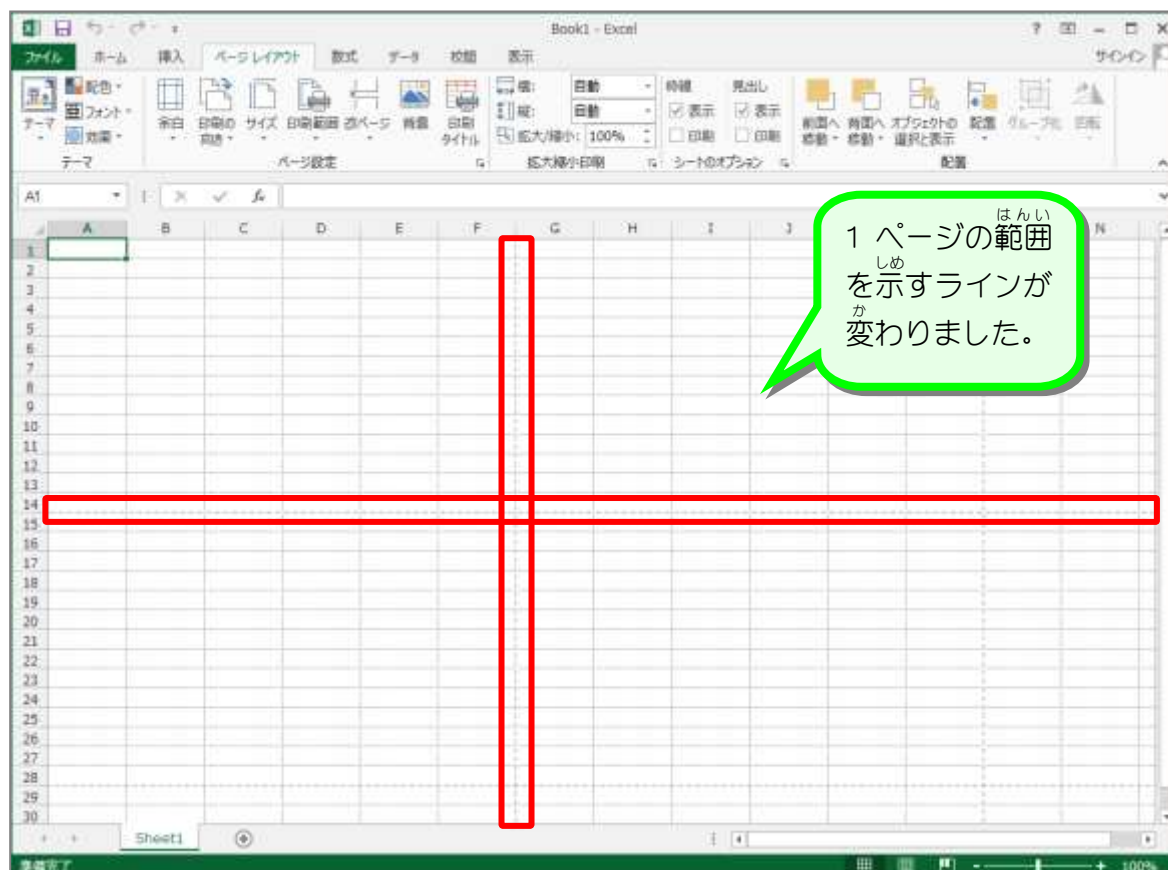 Book1 - Excel
ファイル ホーム 挿入 ページ レイアウト 数式 データ 校閲 表示 サインイン
配色 横: 自動 枠線 見出し
フォント 縦: 自動 表示 表示
テーマ 効果 余白 印刷の向き サイズ 印刷範囲 改ページ 背景 印刷タイトル 拡大/縮小: 100% 印刷 印刷 前面へ移動 背面へ移動 オブジェクトの選択と表示 配置 グループ化 回転
テーマ ページ設定 拡大縮小印刷 シートのオプション 配置
A1 fx
A B C D E F G H I J N
はんい
1 ページの範囲
しめ
を示すラインが
か
変わりました。
1
2
3
4
5
6
7
8
9
10
11
12
13
14
15
16
17
18
19
20
21
22
23
24
25
26
27
28
29
30
Sheet1
準備完了 100%